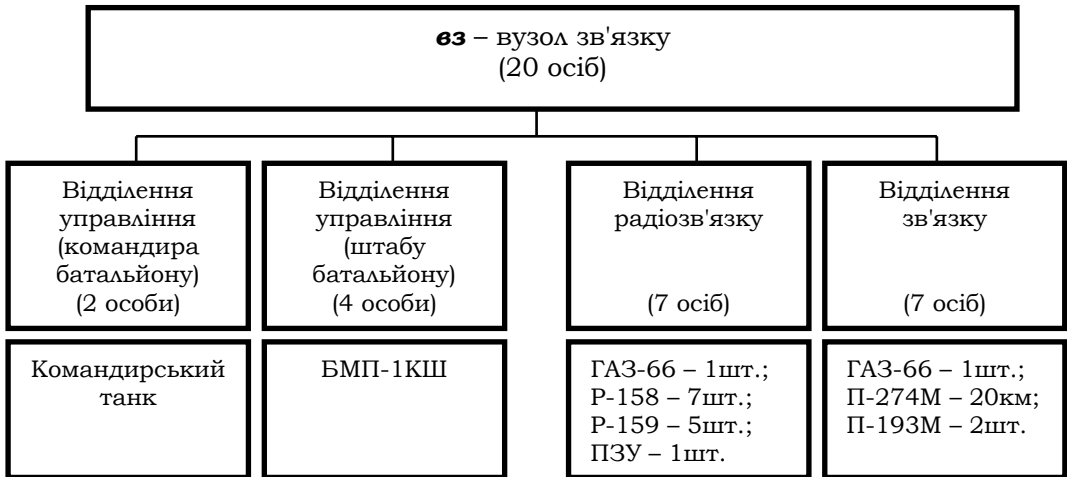 вз – вузол зв'язку
(20 осіб)
Відділення
управління
(командира
батальйону)
(2 особи)
Відділення
управління
(штабу
батальйону)
(4 особи)
Відділення
радіозв'язку
(7 осіб)
Відділення
зв'язку
(7 осіб)
Командирський
танк
БМП-1КШ
ГАЗ-66 – 1шт.;
Р-158 – 7шт.;
Р-159 – 5шт.;
ПЗУ – 1шт.
ГАЗ-66 – 1шт.;
П-274М – 20км;
П-193М – 2шт.